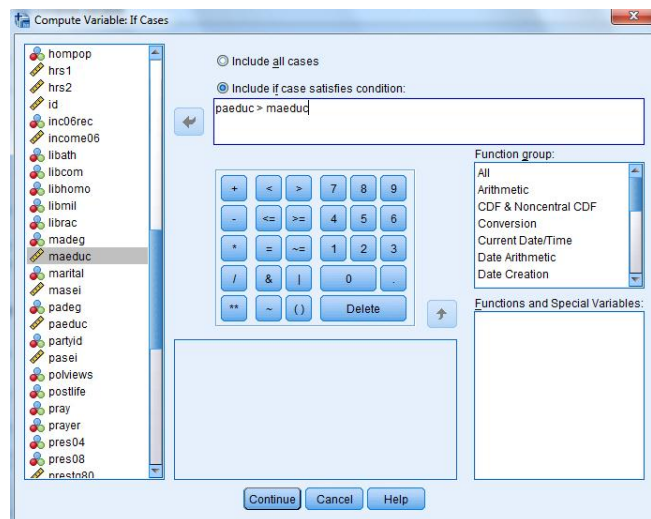 Compute Variable: If Cases
hompop
hrs1
hrs2
id
inc06rec
income06
libath
libcom
libhomo
libmil
librac
madeg
maeduc
marital
masei
padeg
paeduc
partyid
pasei
polviews
postlife
pray
prayer
pres04
pres08
prestg80
Include all cases
Include if case satisfies condition:
paeduc > maeduc
+ < > 7 8 9
- <= >= 4 5 6
* = ~= 1 2 3
/ & | 0 .
** ~ () Delete
Function group:
All
Arithmetic
CDF & Noncentral CDF
Conversion
Current Date/Time
Date Arithmetic
Date Creation
Functions and Special Variables:
Continue Cancel Help